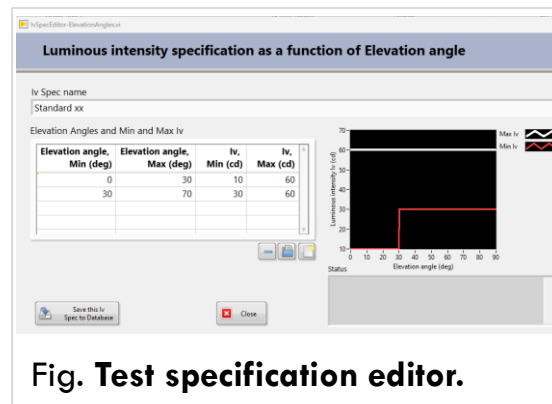 IvSpecEditor-ElevationAngles.vi
Luminous intensity specification as a function of Elevation angle
Iv Spec name
Standard xx
Elevation Angles and Min and Max Iv
Elevation angle, Min (deg) Elevation angle, Max (deg) Iv, Min (cd) Iv, Max (cd)
0 30 10 60
30 70 30 60
Luminous intensity Iv (cd)
70
60
50
40
30
20
10
0 10 20 30 40 50 60 70 80 90
Elevation angle (deg)
Max Iv
Min Iv
Status
Save this Iv
Spec to Database
Close
Fig. Test specification editor.